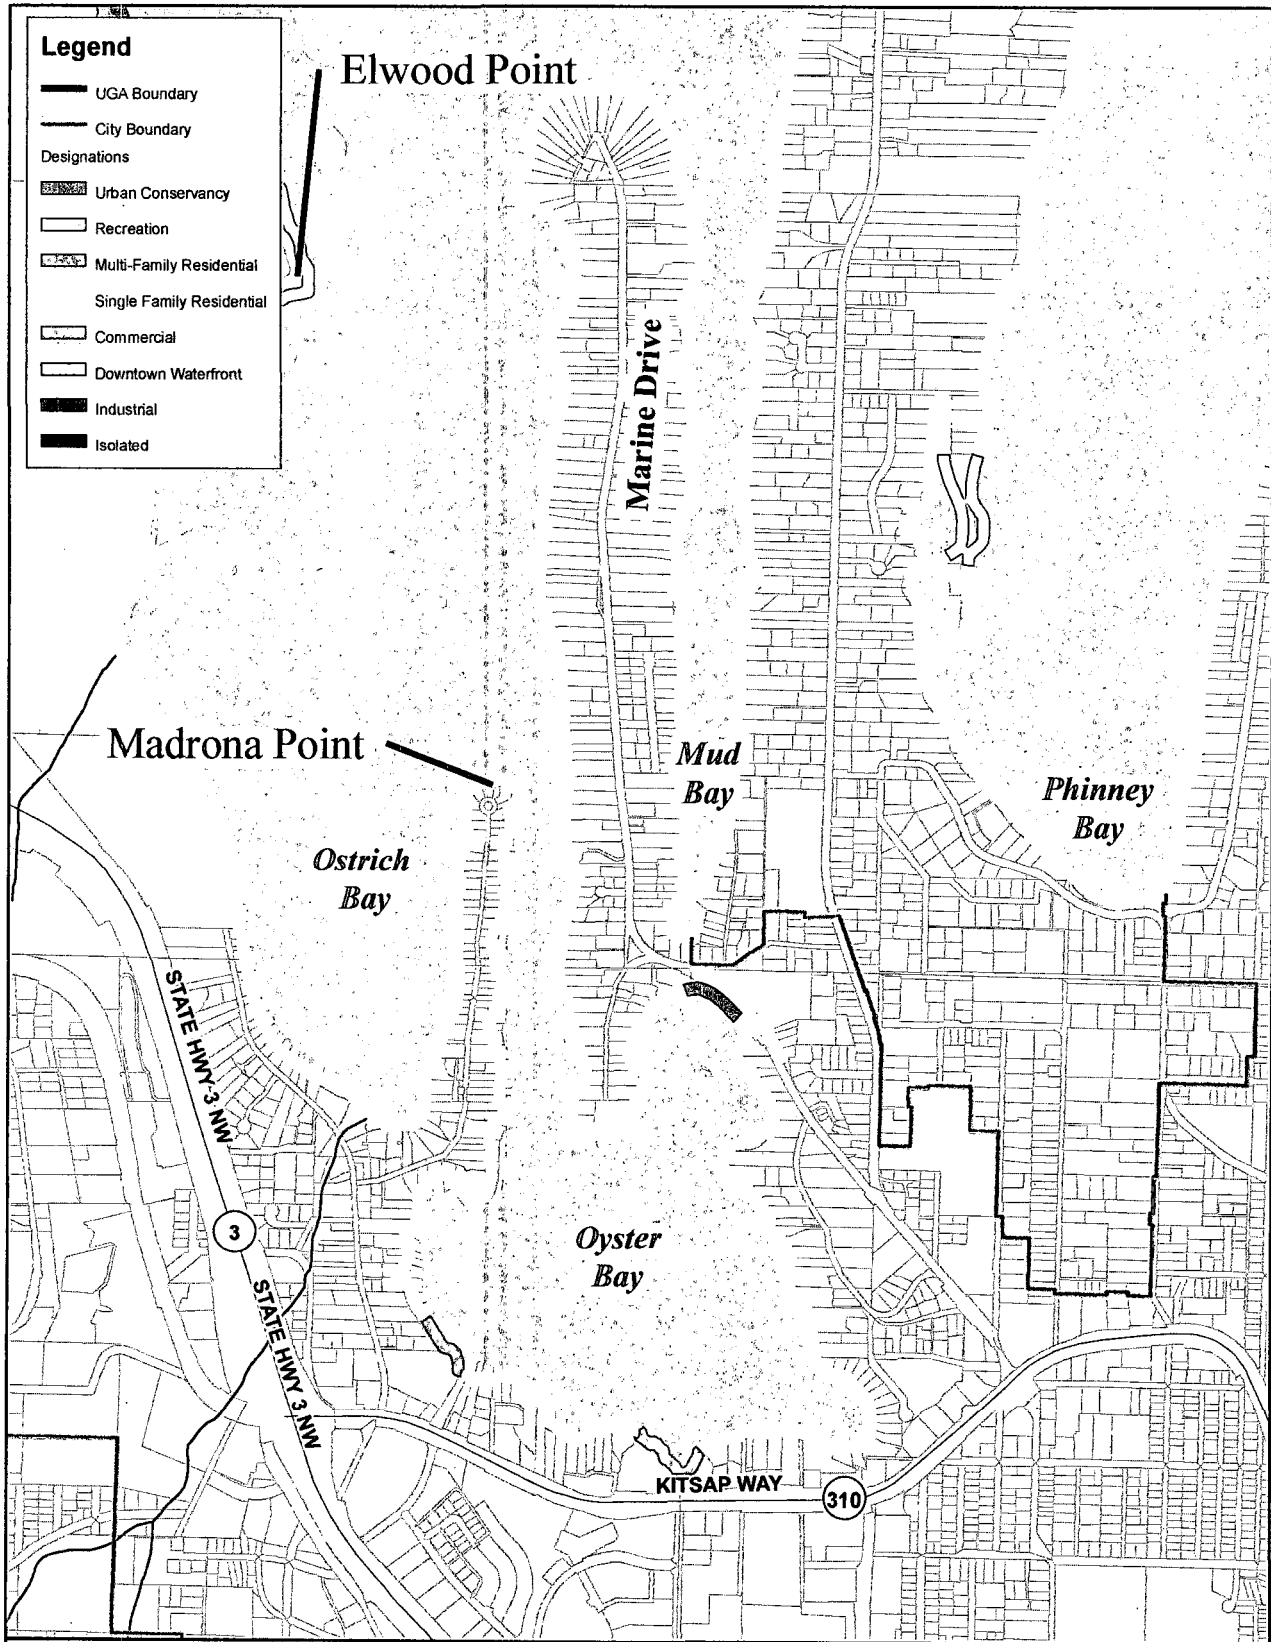 Legend
UGA Boundary
City Boundary
Designations
Urban Conservancy
Recreation
Multi-Family Residential
Single Family Residential
Commercial
Downtown Waterfront
Industrial
Isolated
Elwood Point
Marine Drive
Madrona Point
Mud
Bay
Phinney
Bay
Ostrich
Bay
STATE HWY 3 NW
3
Oyster
Bay
STATE HWY 3 NW
KITSAP WAY
310